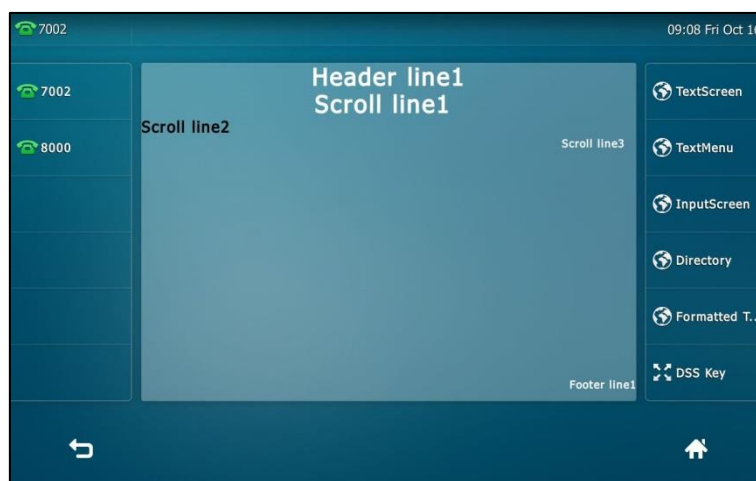 7002
09:08 Fri Oct 1
7002
8000
Header line1
Scroll line1
Scroll line2
Scroll line3
Footer line1
TextScreen
TextMenu
InputScreen
Directory
Formatted T..
DSS Key